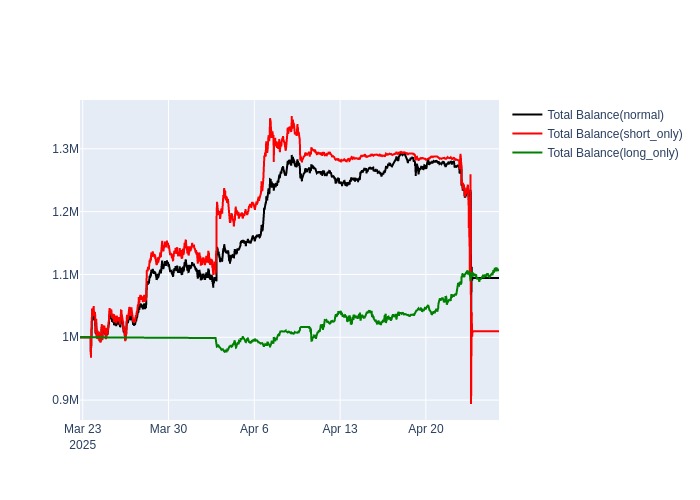 Total Balance(normal)
Total Balance(short_only)
Total Balance(long_only)
1.3M
1.2M
1.1M
1M
0.9M
Mar 23
2025
Mar 30
Apr 6
Apr 13
Apr 20